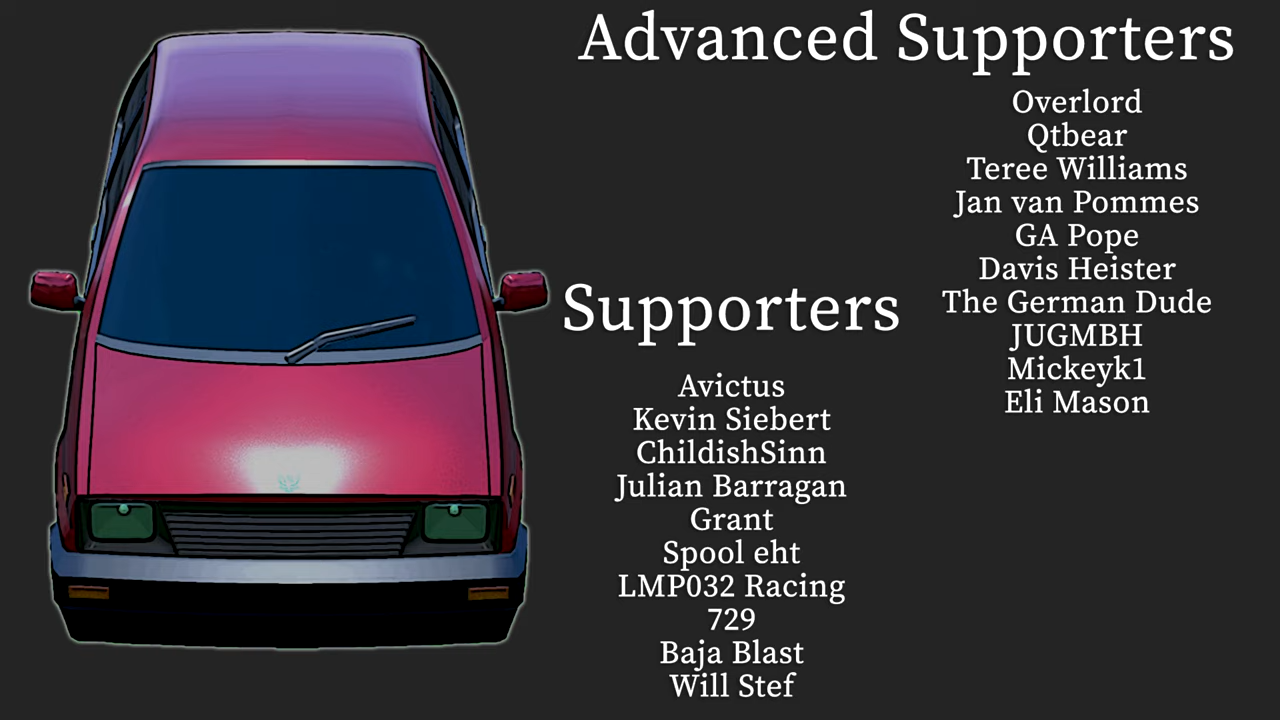 Advanced Supporters
Overlord
Qtbear
Teree Williams
Jan van Pommes
GA Pope
Davis Heister
The German Dude
JUGMBH
Mickeyk1
Eli Mason
Supporters
Avictus
Kevin Siebert
ChildishSinn
Julian Barragan
Grant
Spool eht
LMP032 Racing
729
Baja Blast
Will Stef